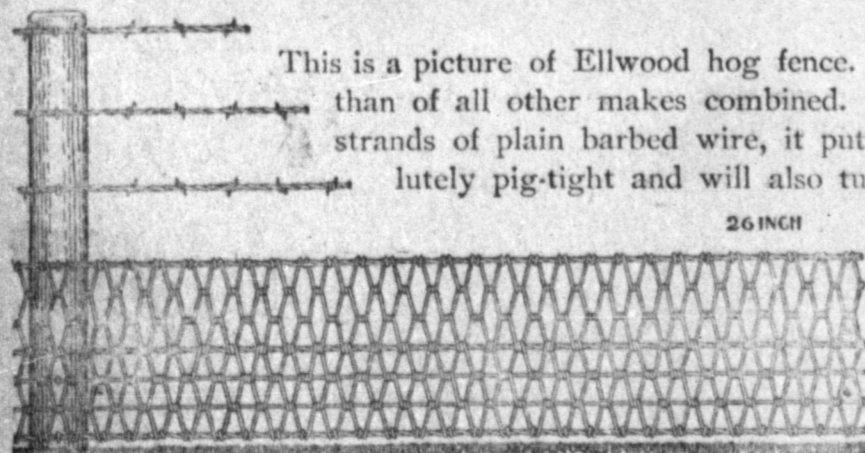 This is a picture of Ellwood hog fence.
than of all other makes combined.
strands of plain barbed wire, it put
lutely pig-tight and will also tu
26 INCH